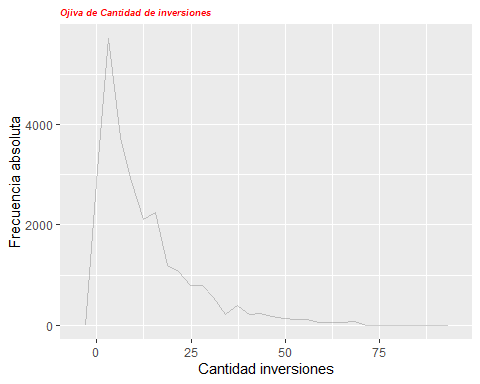 Ojiva de Cantidad de inversiones
Frecuencia absoluta
4000
2000
0
0 25 50 75
Cantidad inversiones